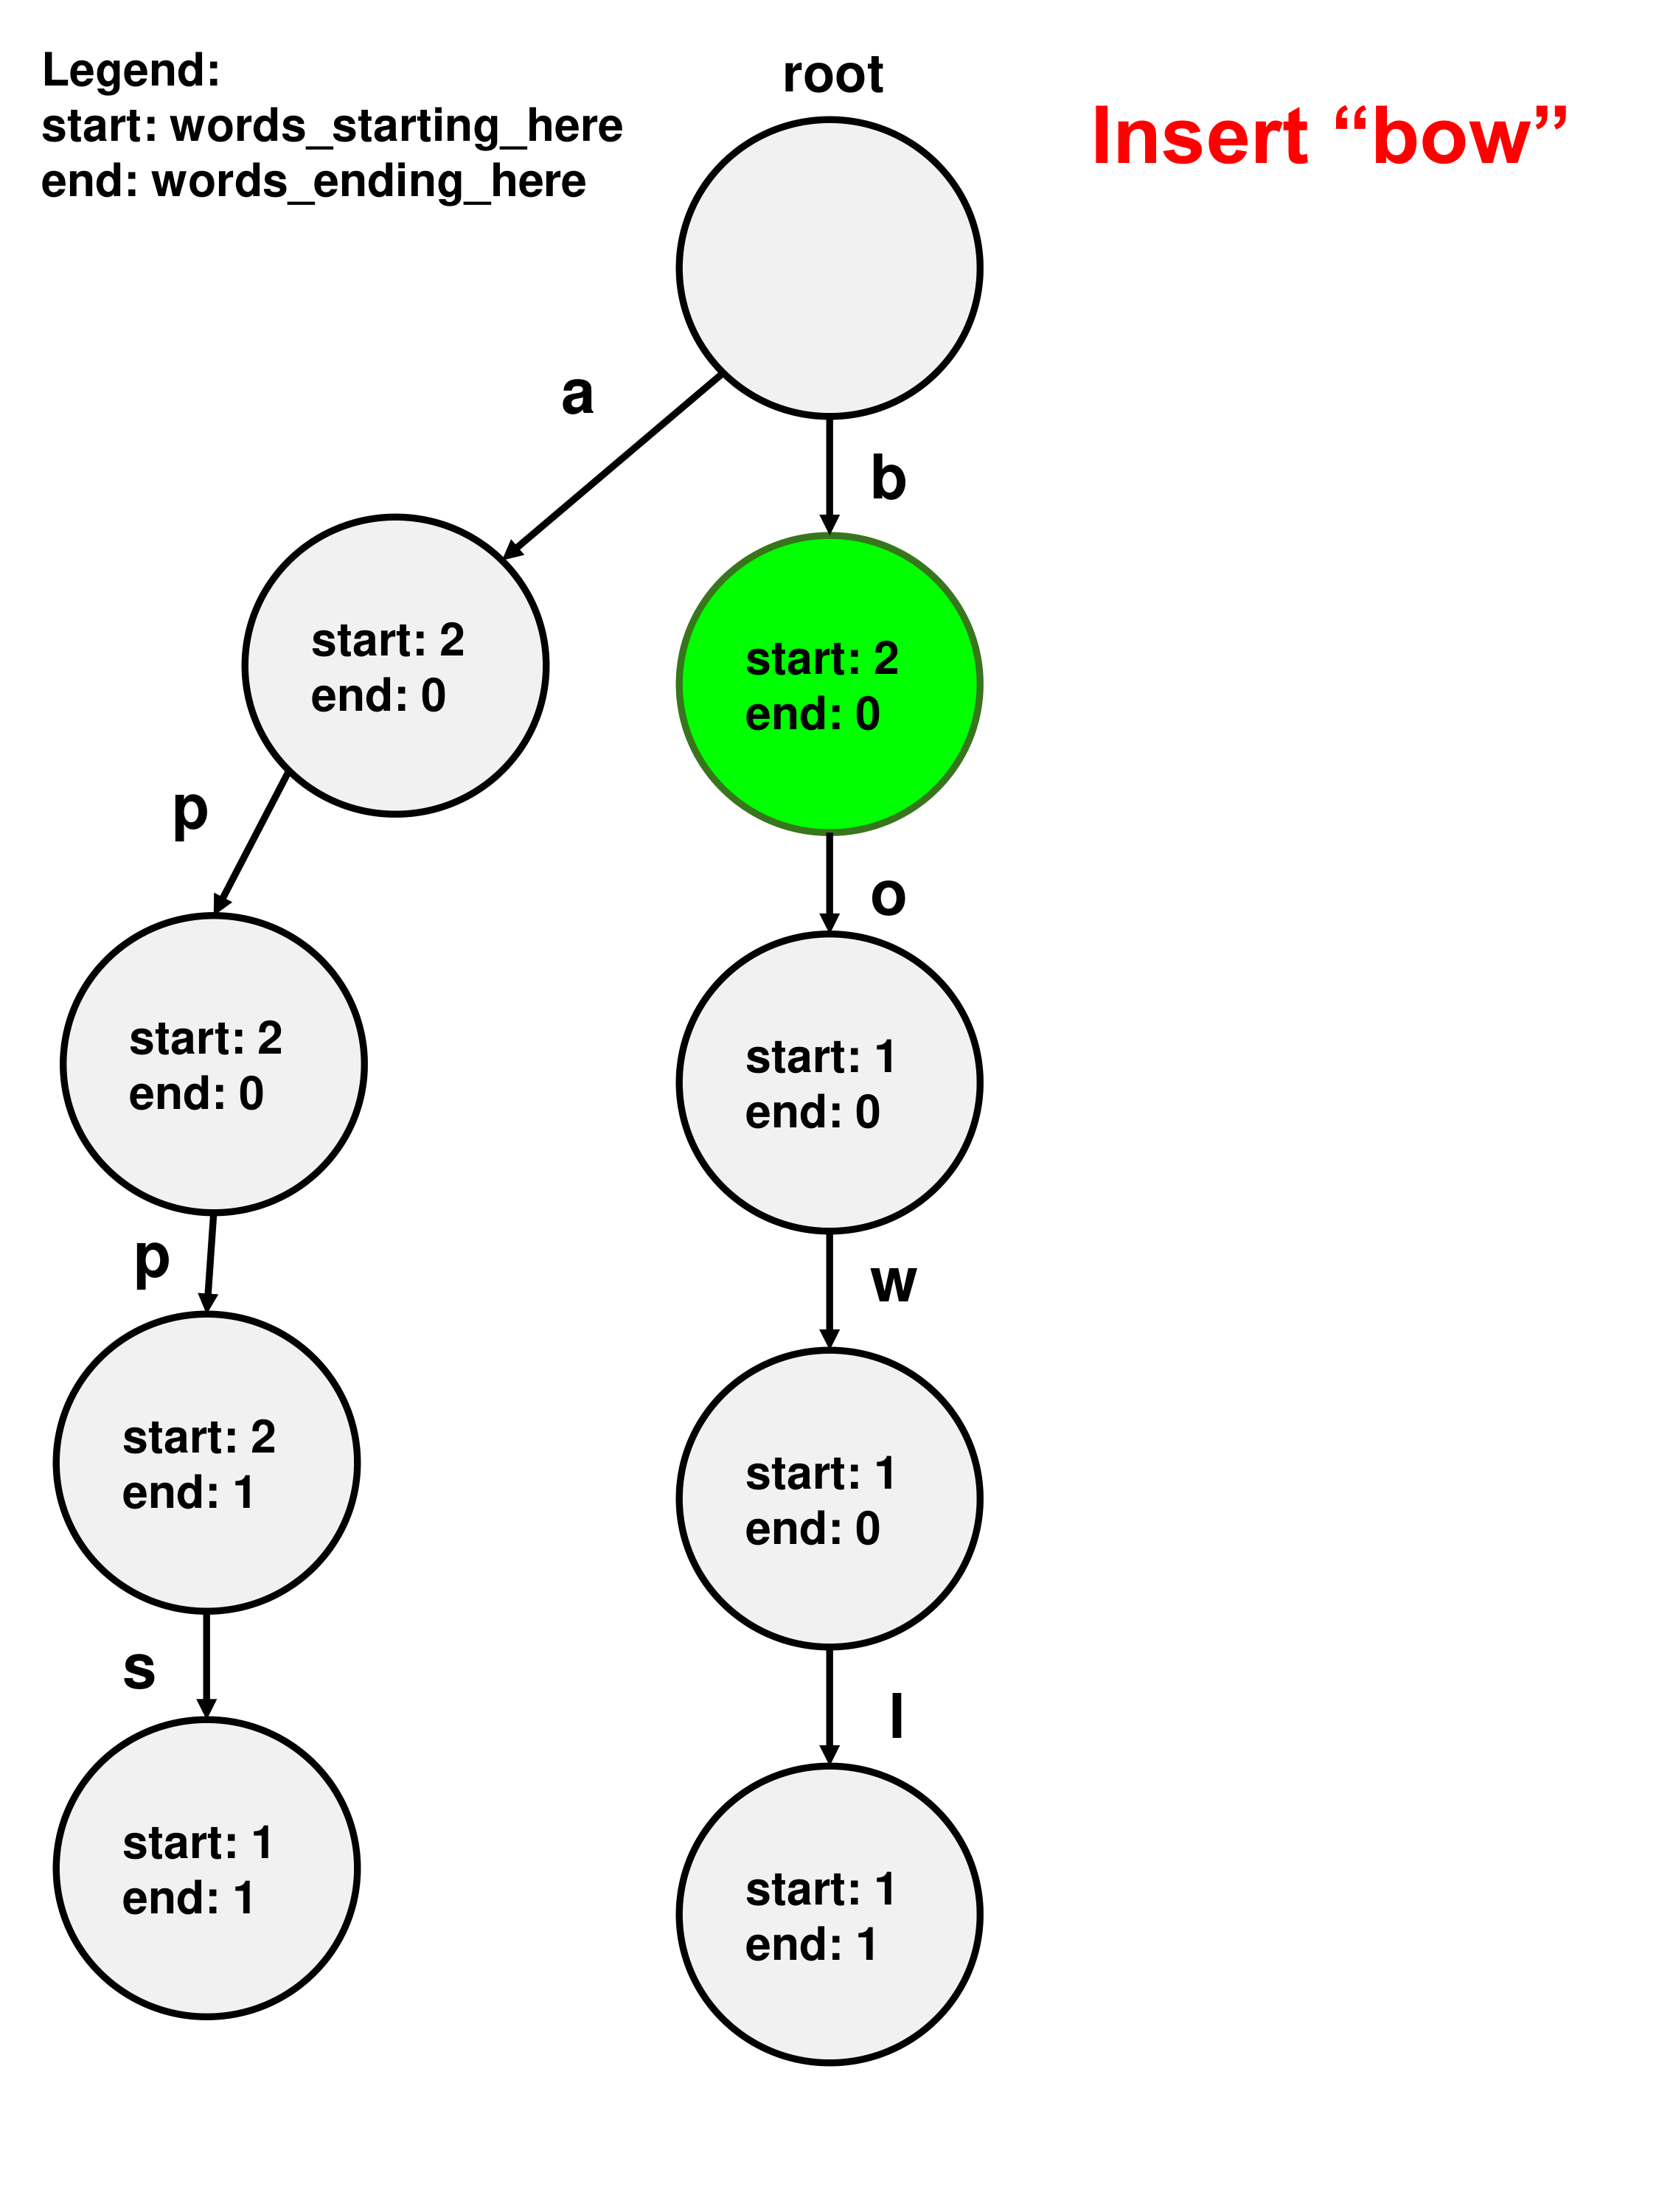 Legend:
start: words_starting_here
end: words_ending_here
root
Insert “bow”
a
b
start: 2
end: 0
start: 2
end: 0
p
o
start: 2
end: 0
start: 1
end: 0
p
w
start: 2
end: 1
start: 1
end: 0
s
l
start: 1
end: 1
start: 1
end: 1